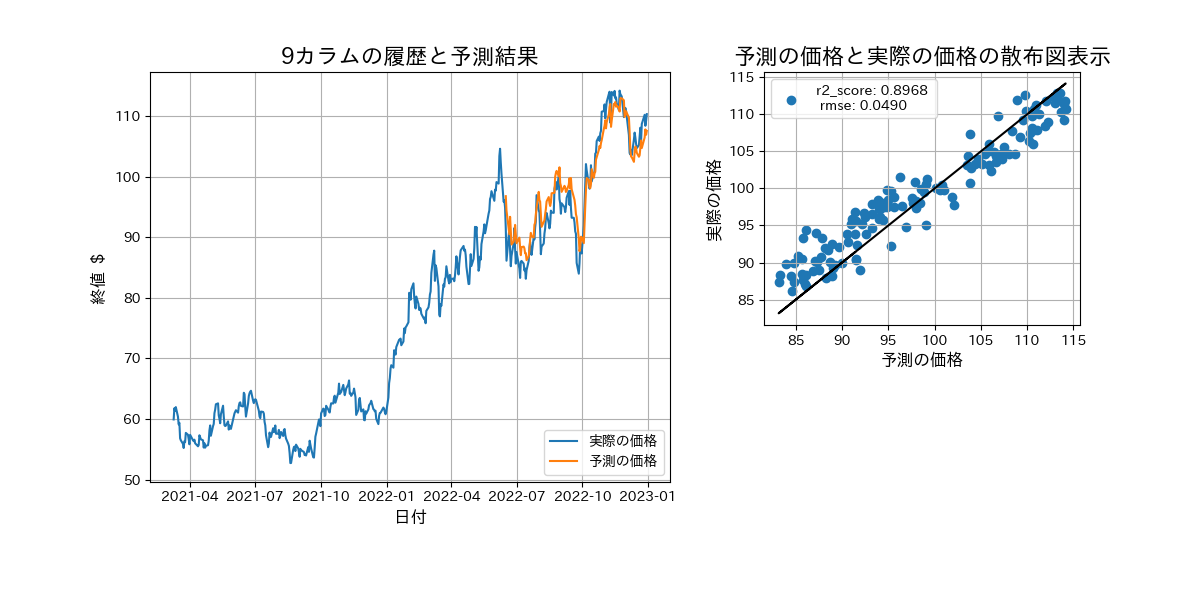 9カラムの履歴と予測結果
終値 $
110
100
90
80
70
60
50
2021-04 2021-07 2021-10 2022-01 2022-04 2022-07 2022-10 2023-01
日付
実際の価格
予測の価格
予測の価格と実際の価格の散布図表示
r2_score: 0.8968
rmse: 0.0490
実際の価格
115
110
105
100
95
90
85
85 90 95 100 105 110 115
予測の価格